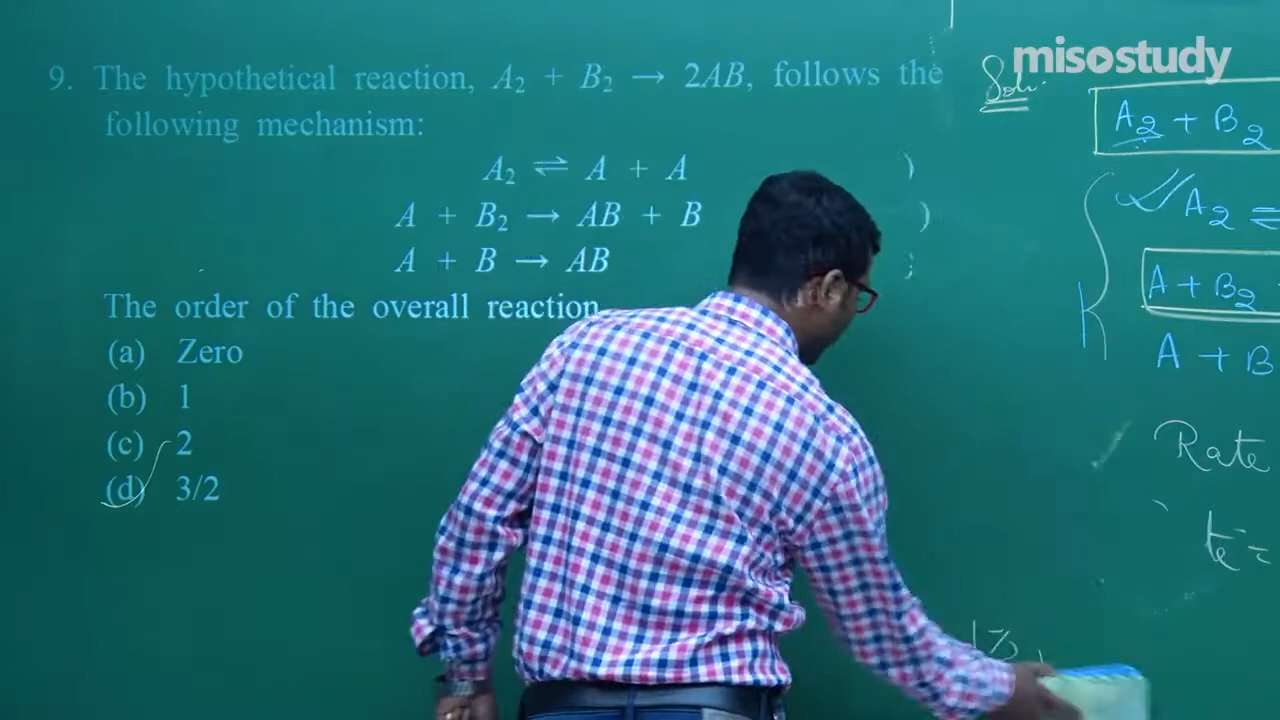 misostudy
9. The hypothetical reaction, A₂ + B₂ → 2AB, follows the
following mechanism:
A₂ ⇌ A + A )
A + B₂ → AB + B )
A + B → AB ;
The order of the overall reaction
(a) Zero
(b) 1
(c) 2
(d) 3/2
Soln:
A₂ + B₂
A₂ ⇌
A + B₂
A + B
Rate